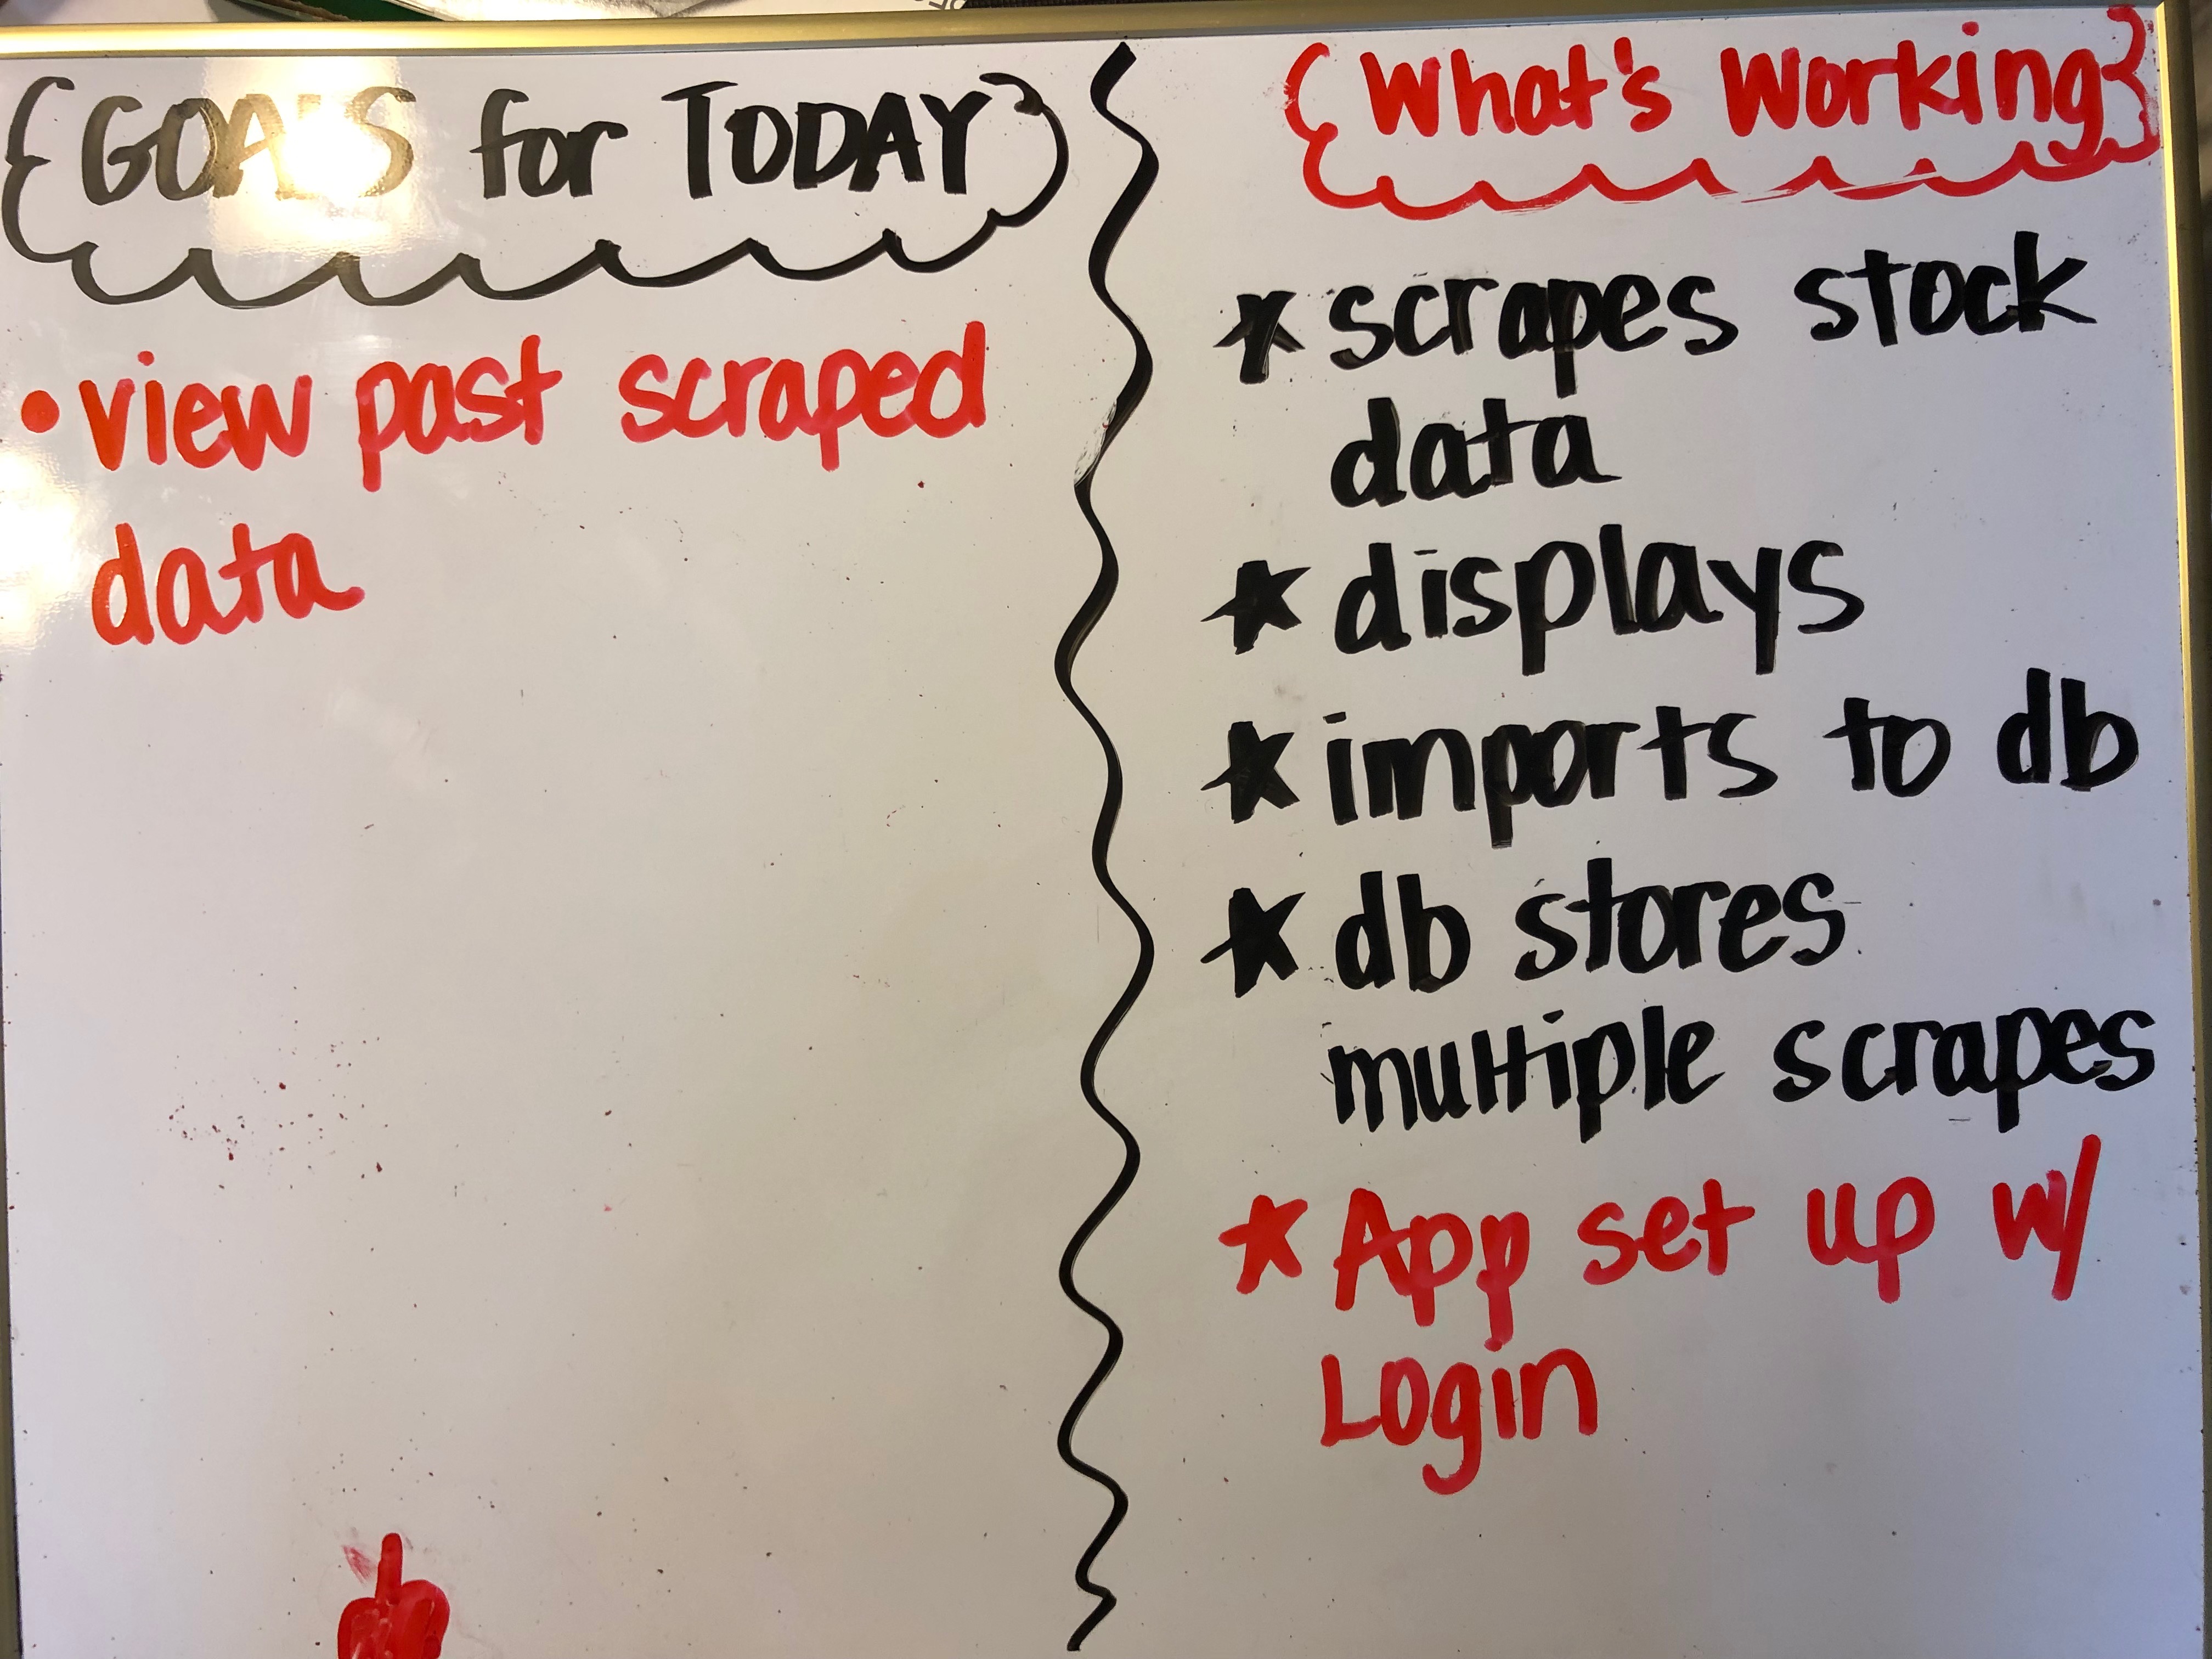 {GOALS for TODAY}
• view past scraped
data
{What's Working}
* scrapes stock
data
* displays
* imports to db
* db stores
multiple scrapes
* App set up w/
Login